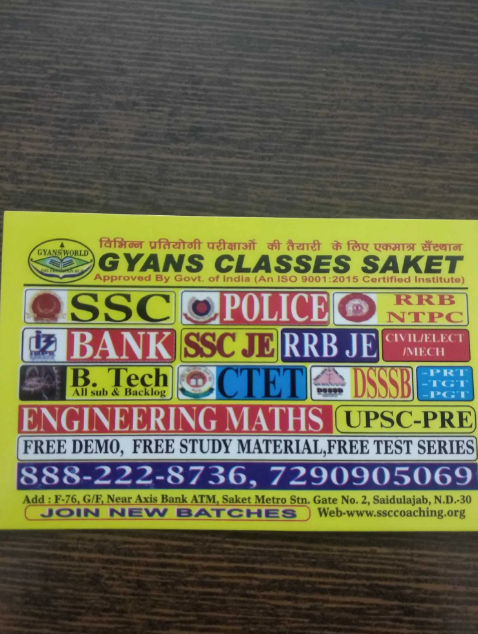 विभिन्न प्रतियोगी परीक्षाओं की तैयारी के लिए एकमात्र सँस्थान
GYANSWORLD
GYANS CLASSES SAKET
Approved By Govt. of India (An ISO 9001:2015 Certified Institute)
SSC POLICE RRB NTPC
BANK SSC JE RRB JE CIVIL/ELECT /MECH
B. Tech All sub & Backlog CTET DSSSB -PRT -TGT -PGT
ENGINEERING MATHS UPSC-PRE
FREE DEMO, FREE STUDY MATERIAL,FREE TEST SERIES
888-222-8736, 7290905069
Add : F-76, G/F, Near Axis Bank ATM, Saket Metro Stn. Gate No. 2, Saidulajab, N.D.-30
JOIN NEW BATCHES Web-www.ssccoaching.org